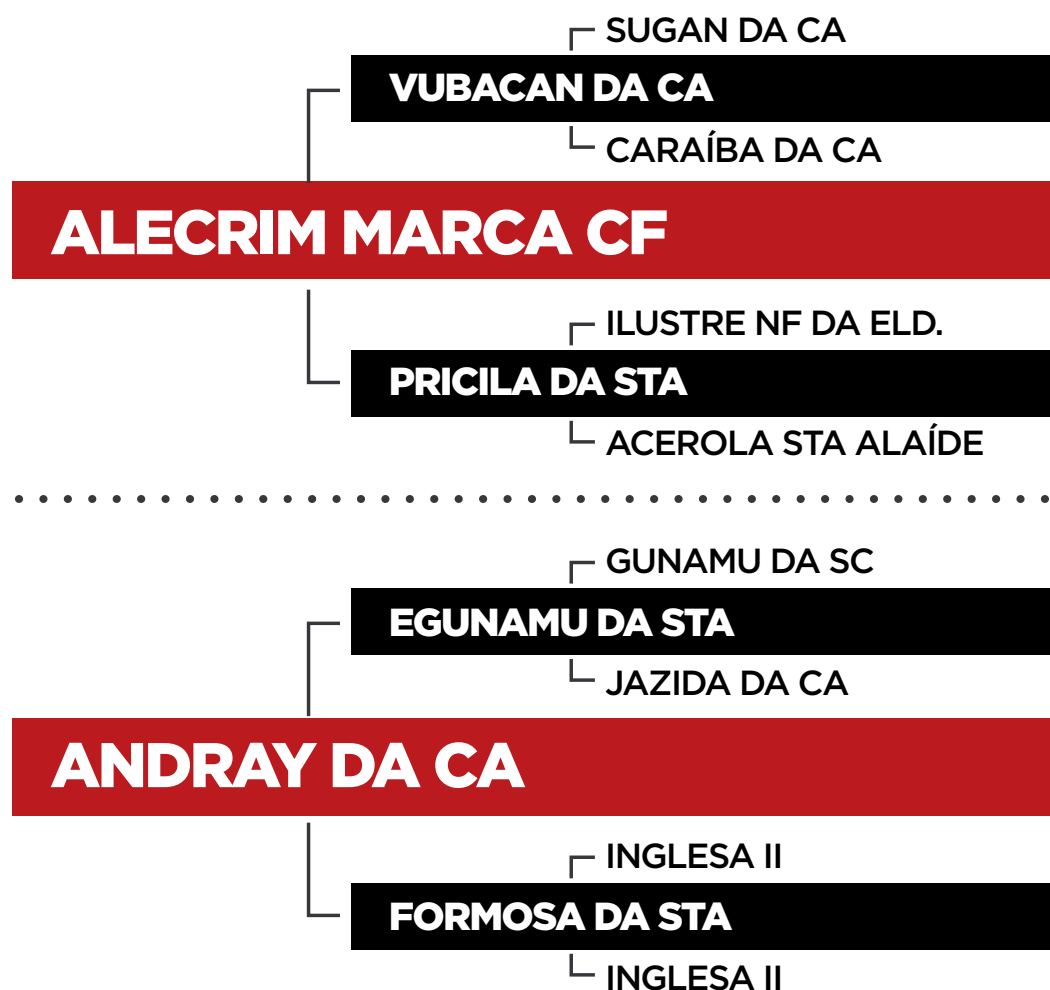 SUGAN DA CA
VUBACAN DA CA
CARAÍBA DA CA
ALECRIM MARCA CF
ILUSTRE NF DA ELD.
PRICILA DA STA
ACEROLA STA ALAÍDE
GUNAMU DA SC
EGUNAMU DA STA
JAZIDA DA CA
ANDRAY DA CA
INGLESA II
FORMOSA DA STA
INGLESA II